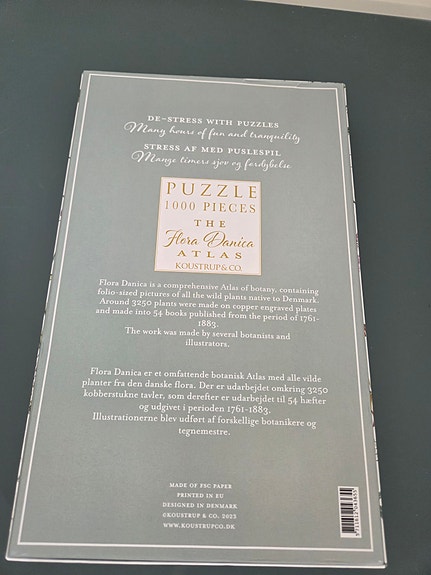 DE-STRESS WITH PUZZLES
Many hours of fun and tranquility
STRESS AF MED PUSLESPIL
Mange timers sjov og fordybelse
PUZZLE
1000 PIECES
THE
Flora Danica
ATLAS
KOUSTRUP & CO.
Flora Danica is a comprehensive Atlas of botany, containing
folio-sized pictures of all the wild plants native to Denmark.
Around 3250 plants were made on copper engraved plates
and made into 54 books published from the period of 1761-
1883.
The work was made by several botanists and
illustrators.
Flora Danica er et omfattende botanisk Atlas med alle vilde
planter fra den danske flora. Der er udarbejdet omkring 3250
kobberstukne tavler, som derefter er udarbejdet til 54 hæfter
og udgivet i perioden 1761-1883.
Illustrationerne blev udført af forskellige botanikere og
tegnemestre.
MADE OF FSC PAPER
PRINTED IN EU
DESIGNED IN DENMARK
©KOUSTRUP & CO. 2025
WWW.KOUSTRUPCO.DK